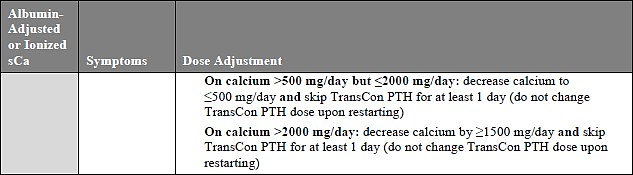 Albumin-
Adjusted
or Ionized
sCa
Symptoms
Dose Adjustment
On calcium >500 mg/day but ≤2000 mg/day: decrease calcium to
≤500 mg/day and skip TransCon PTH for at least 1 day (do not change
TransCon PTH dose upon restarting)
On calcium >2000 mg/day: decrease calcium by ≥1500 mg/day and skip
TransCon PTH for at least 1 day (do not change TransCon PTH dose upon
restarting)